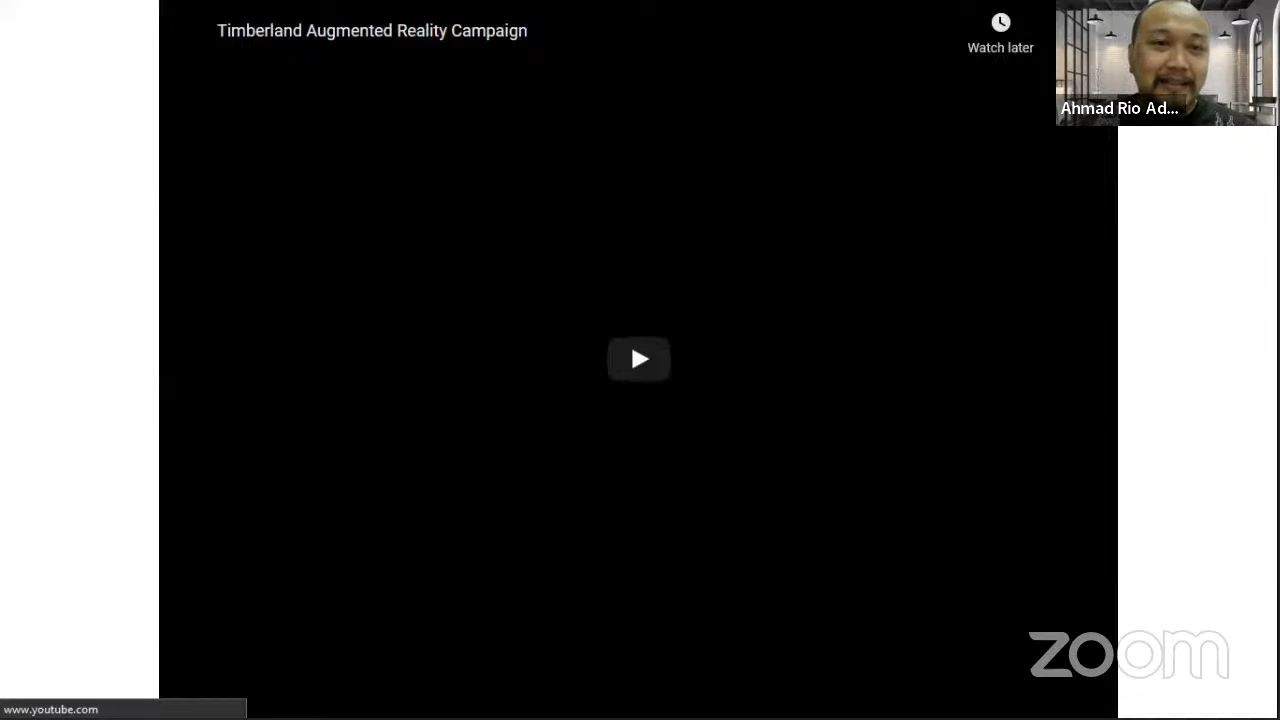 Timberland Augmented Reality Campaign
Watch later
Ahmad Rio Ad...
zoom
www.youtube.com